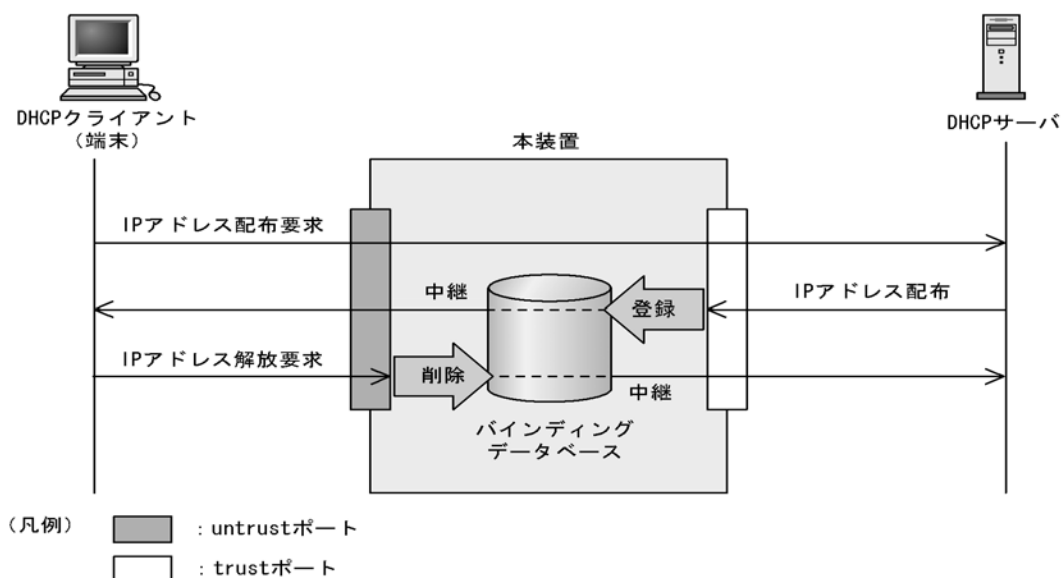 DHCPクライアント
(端末)
DHCPサーバ
本装置
IPアドレス配布要求
中継
登録
IPアドレス配布
IPアドレス解放要求
削除
中継
バインディング
データベース
(凡例)
:untrustポート
:trustポート